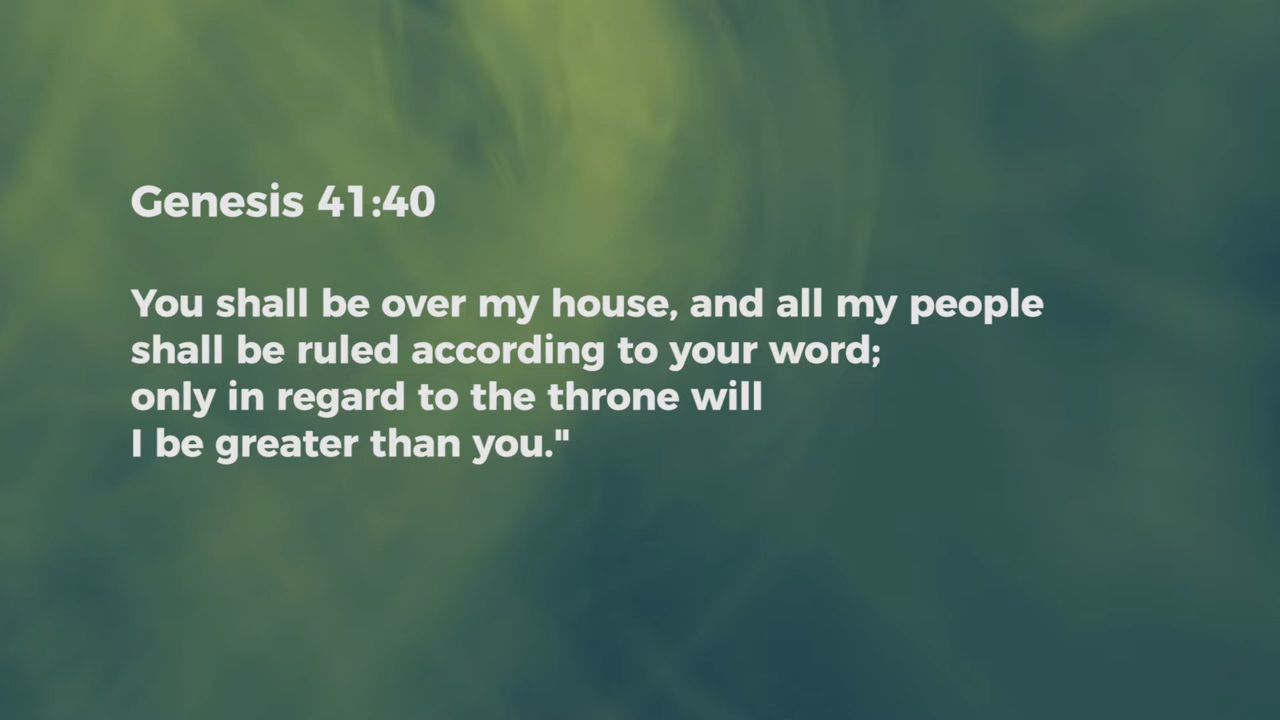 Genesis 41:40
You shall be over my house, and all my people
shall be ruled according to your word;
only in regard to the throne will
I be greater than you."